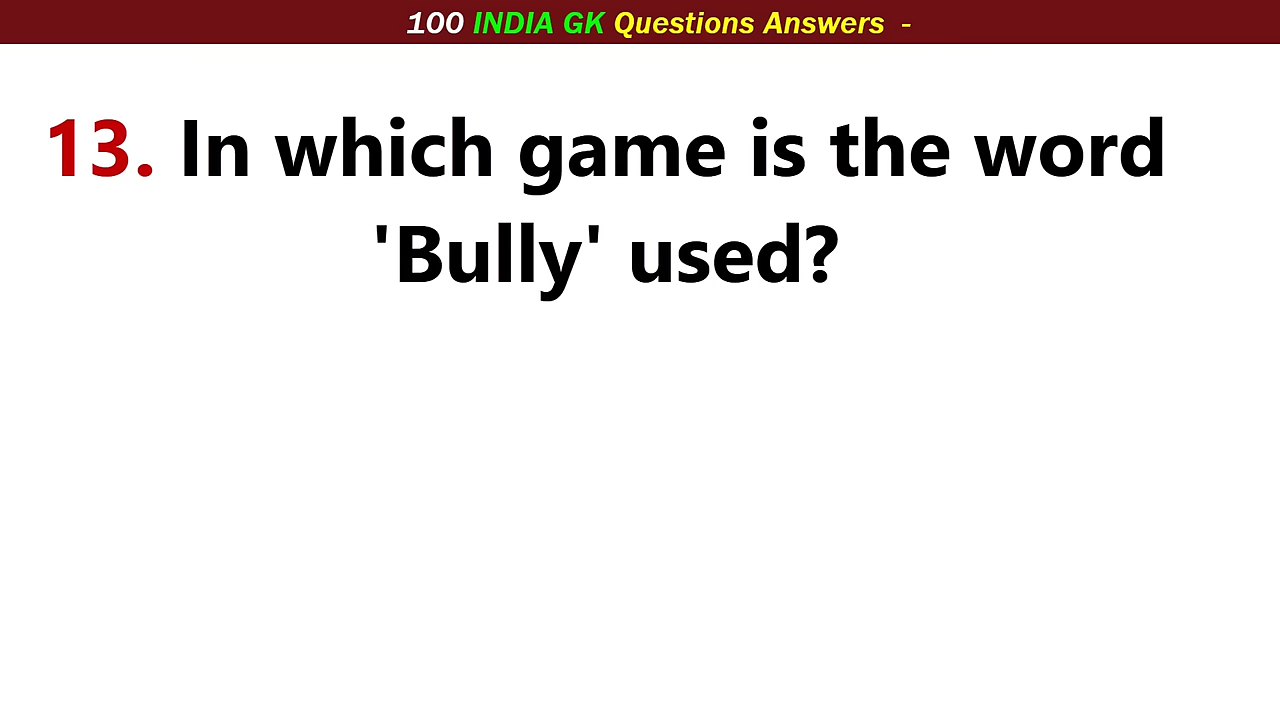 100 INDIA GK Questions Answers -
13. In which game is the word
'Bully' used?